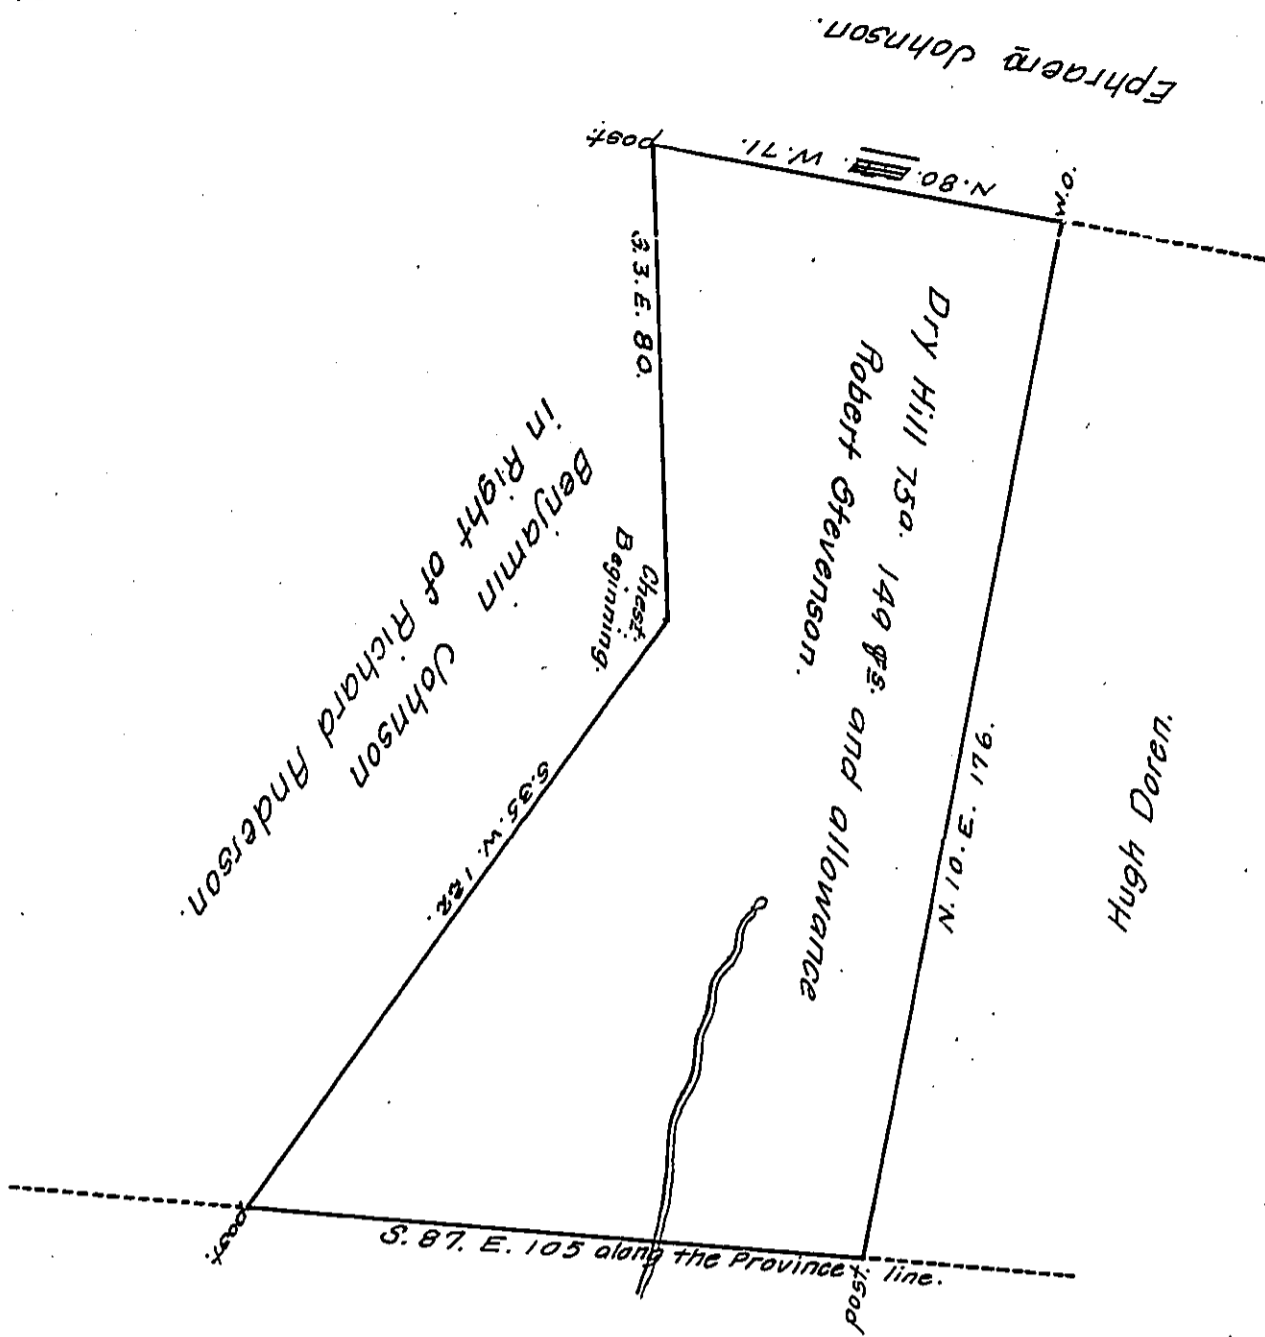 Ephraem Johnson.
post.
N. 80. W. 71.
O.W.
S. 3. E. 80.
Dry Hill 75a. 149 ps. and allowance
Robert Stevenson.
Benjamin Johnson
in Right of Richard Anderson.
Chest.
Beginning.
S. 35. W. 122.
N. 10. E. 176.
Hugh Doren.
post.
S. 87. E. 105 along the Province line.
post.